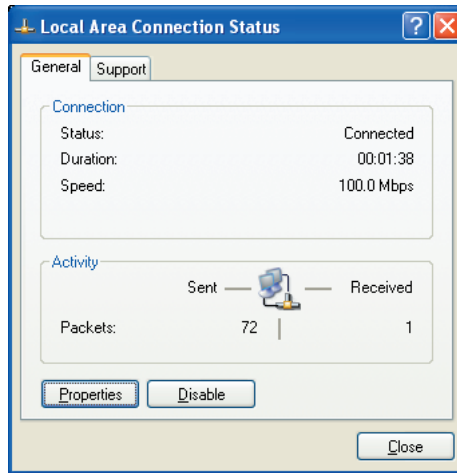 Local Area Connection Status
General Support
Connection
Status: Connected
Duration: 00:01:38
Speed: 100.0 Mbps
Activity
Sent Received
Packets: 72 1
Properties Disable
Close